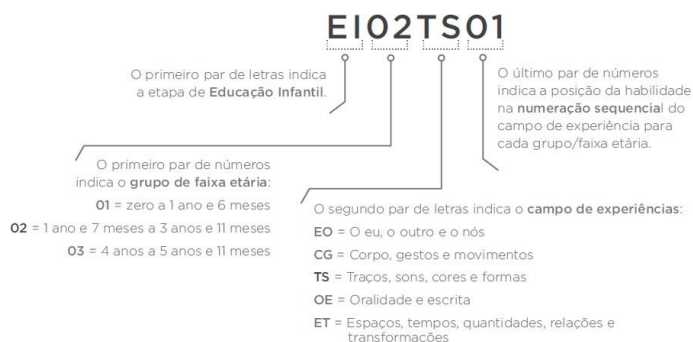 EI02TS01
O primeiro par de letras indica
a etapa de Educação Infantil.
O último par de números
indica a posição da habilidade
na numeração sequencial do
campo de experiência para
cada grupo/faixa etária.
O primeiro par de números
indica o grupo de faixa etária:
01 = zero a 1 ano e 6 meses
02 = 1 ano e 7 meses a 3 anos e 11 meses
03 = 4 anos a 5 anos e 11 meses
O segundo par de letras indica o campo de experiências:
EO = O eu, o outro e o nós
CG = Corpo, gestos e movimentos
TS = Traços, sons, cores e formas
OE = Oralidade e escrita
ET = Espaços, tempos, quantidades, relações e
transformações